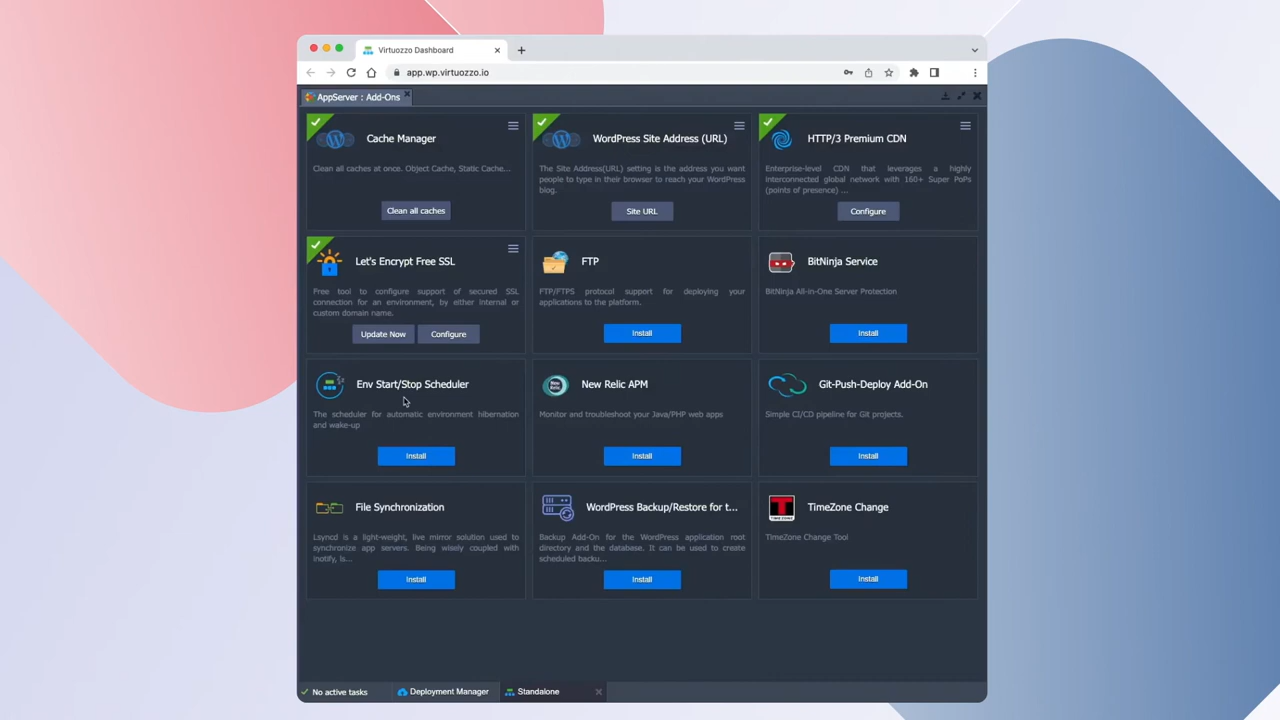 Virtuozzo Dashboard
app.wp.virtuozzo.io
AppServer : Add-Ons
Cache Manager
Clean all caches at once. Object Cache, Static Cache...
Clean all caches
WordPress Site Address (URL)
The Site Address(URL) setting is the address you want
people to type in their browser to reach your WordPress
blog.
Site URL
HTTP/3 Premium CDN
Enterprise-level CDN that leverages a highly
interconnected global network with 160+ Super PoPs
(points of presence) ...
Configure
Let's Encrypt Free SSL
Free tool to configure support of secured SSL
connection for an environment, by either internal or
custom domain name.
Update Now
Configure
FTP
FTP/FTPS protocol support for deploying your
applications to the platform.
Install
BitNinja Service
BitNinja All-in-One Server Protection
Install
Env Start/Stop Scheduler
The scheduler for automatic environment hibernation
and wake-up
Install
New Relic
New Relic APM
Monitor and troubleshoot your Java/PHP web apps
Install
Git-Push-Deploy Add-On
Simple CI/CD pipeline for Git projects.
Install
File Synchronization
Lsyncd is a light-weight, live mirror solution used to
synchronize app servers. Being wisely coupled with
inotify, is...
Install
WordPress Backup/Restore for t...
Backup Add-On for the WordPress application root
directory and the database. It can be used to create
scheduled backu...
Install
T
TIME ZONE
TimeZone Change
TimeZone Change Tool
Install
No active tasks
Deployment Manager
Standalone